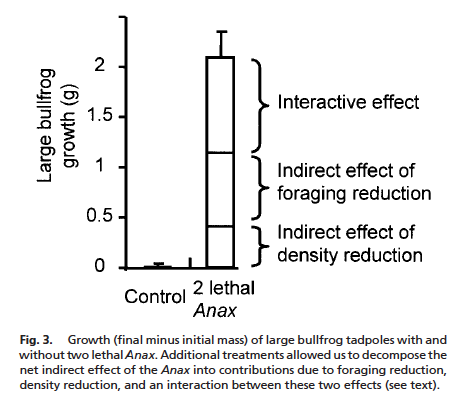 Large bullfrog
growth (g)
2
1.5
1
0.5
0
Interactive effect
Indirect effect of
foraging reduction
Indirect effect of
density reduction
Control
2 lethal
Anax
Fig. 3. Growth (final minus initial mass) of large bullfrog tadpoles with and
without two lethal Anax. Additional treatments allowed us to decompose the
net indirect effect of the Anax into contributions due to foraging reduction,
density reduction, and an interaction between these two effects (see text).